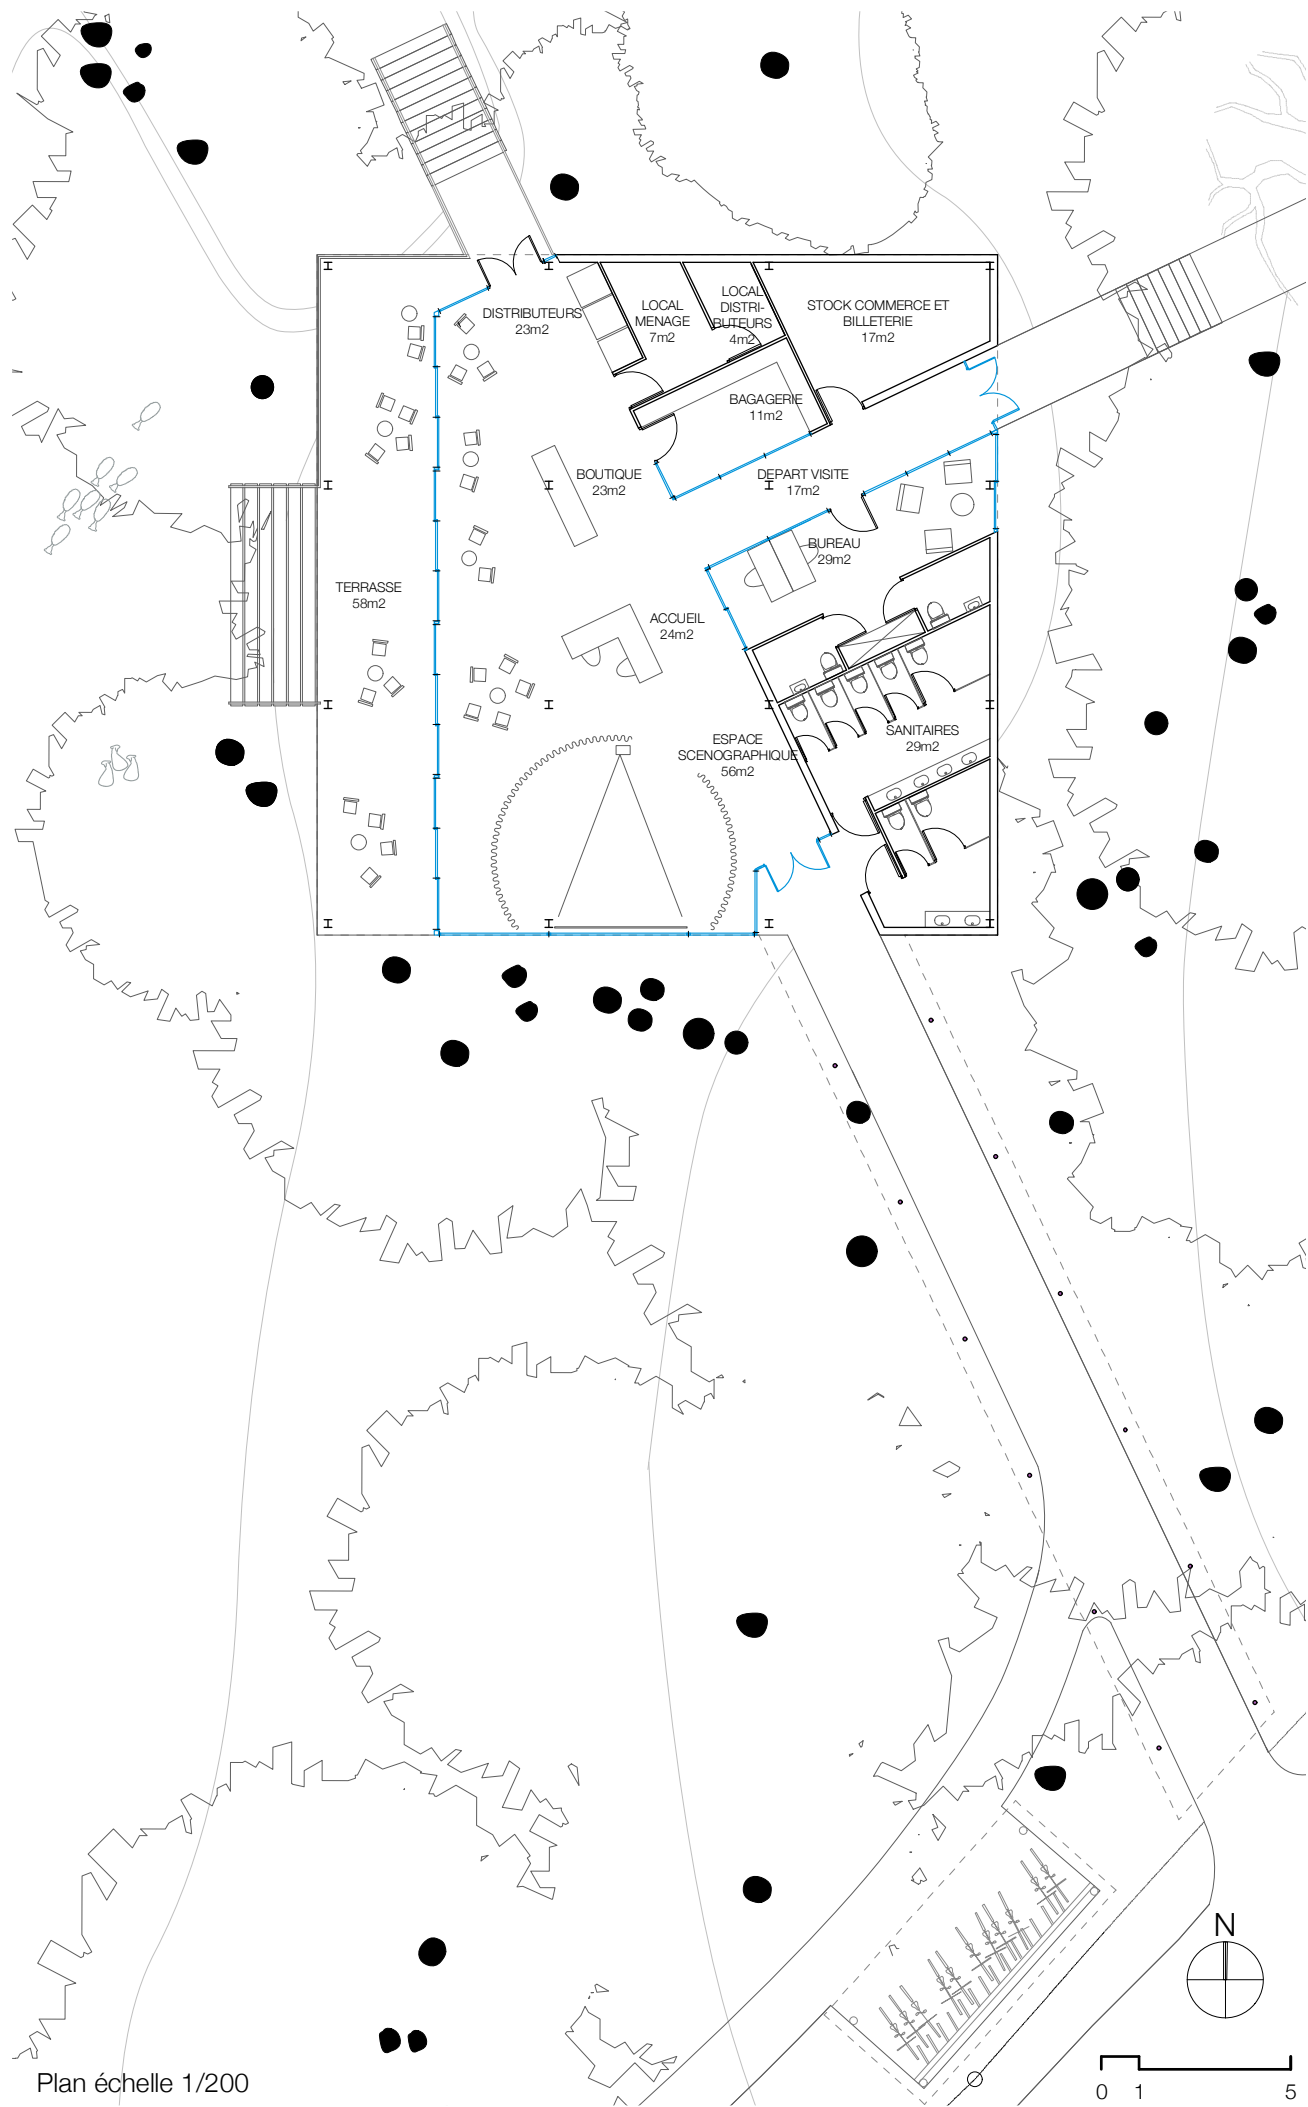 DISTRIBUTEURS
23m2
LOCAL
MENAGE
7m2
LOCAL
DISTRI-
BUTEURS
4m2
STOCK COMMERCE ET
BILLETERIE
17m2
BAGAGERIE
11m2
BOUTIQUE
23m2
DEPART VISITE
17m2
BUREAU
29m2
TERRASSE
58m2
ACCUEIL
24m2
ESPACE
SCENOGRAPHIQUE
56m2
SANITAIRES
29m2
N
Plan échelle 1/200
0 1 5